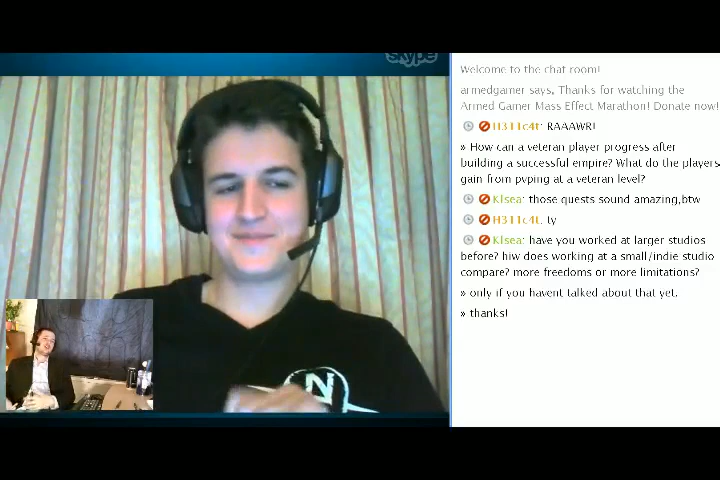 skype
Welcome to the chat room!
armedgamer says, Thanks for watching the
Armed Gamer Mass Effect Marathon! Donate now!
H311c4t: RAAAWR!
» How can a veteran player progress after
building a successful empire? What do the players
gain from pvping at a veteran level?
Klsea: those quests sound amazing,btw
H311c4t: ty
Klsea: have you worked at larger studios
before? hiw does working at a small/indie studio
compare? more freedoms or more limitations?
» only if you havent talked about that yet.
» thanks!
N